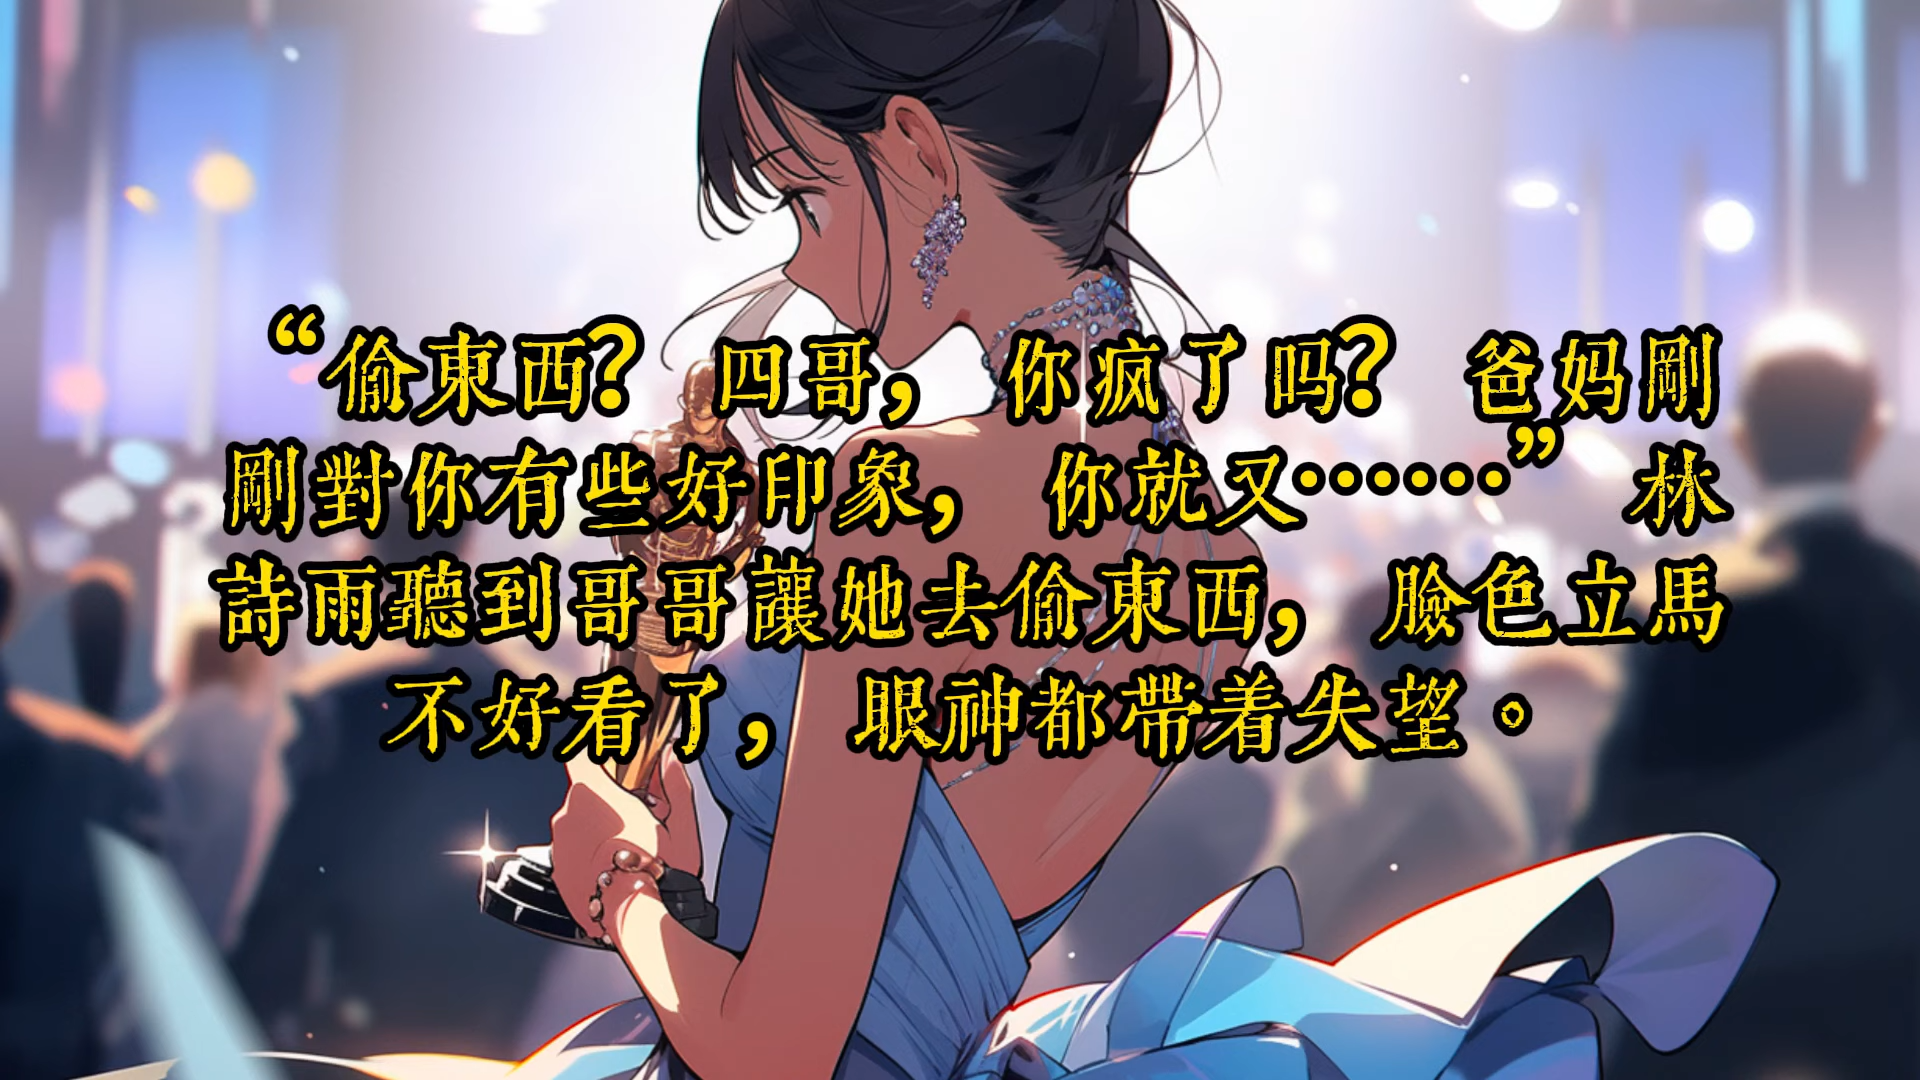 “偷東西？ 四哥， 你疯了吗？ 爸妈剛
剛對你有些好印象， 你就又……” 林
詩雨聽到哥哥讓她去偷東西， 臉色立馬
不好看了， 眼神都帶着失望。